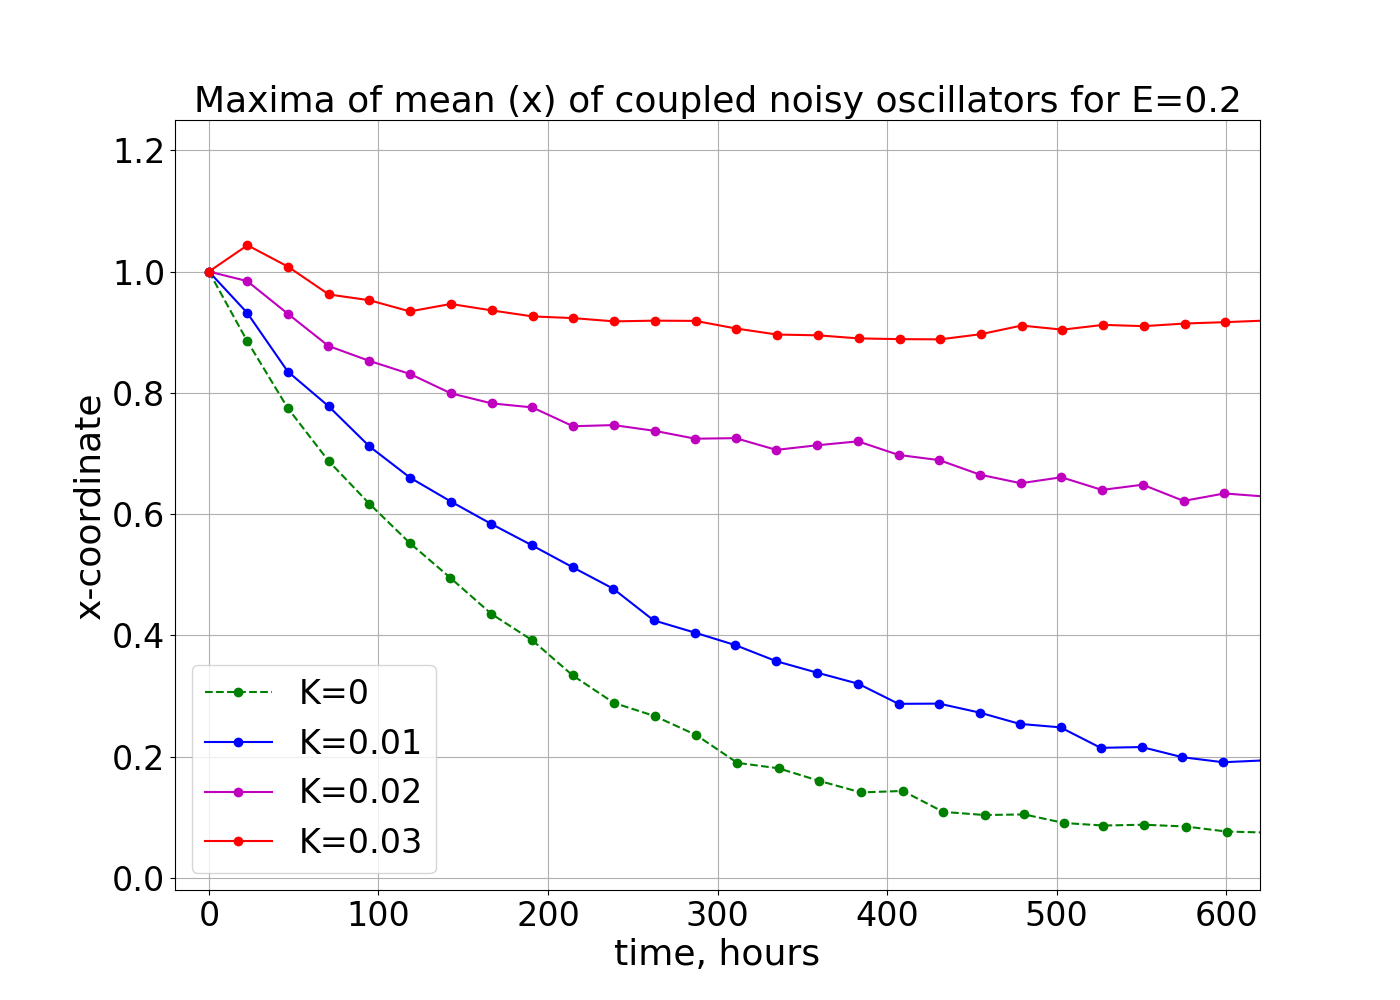 Maxima of mean (x) of coupled noisy oscillators for E=0.2
1.2
1.0
0.8
0.6
0.4
0.2
0.0
x-coordinate
K=0
K=0.01
K=0.02
K=0.03
0 100 200 300 400 500 600
time, hours